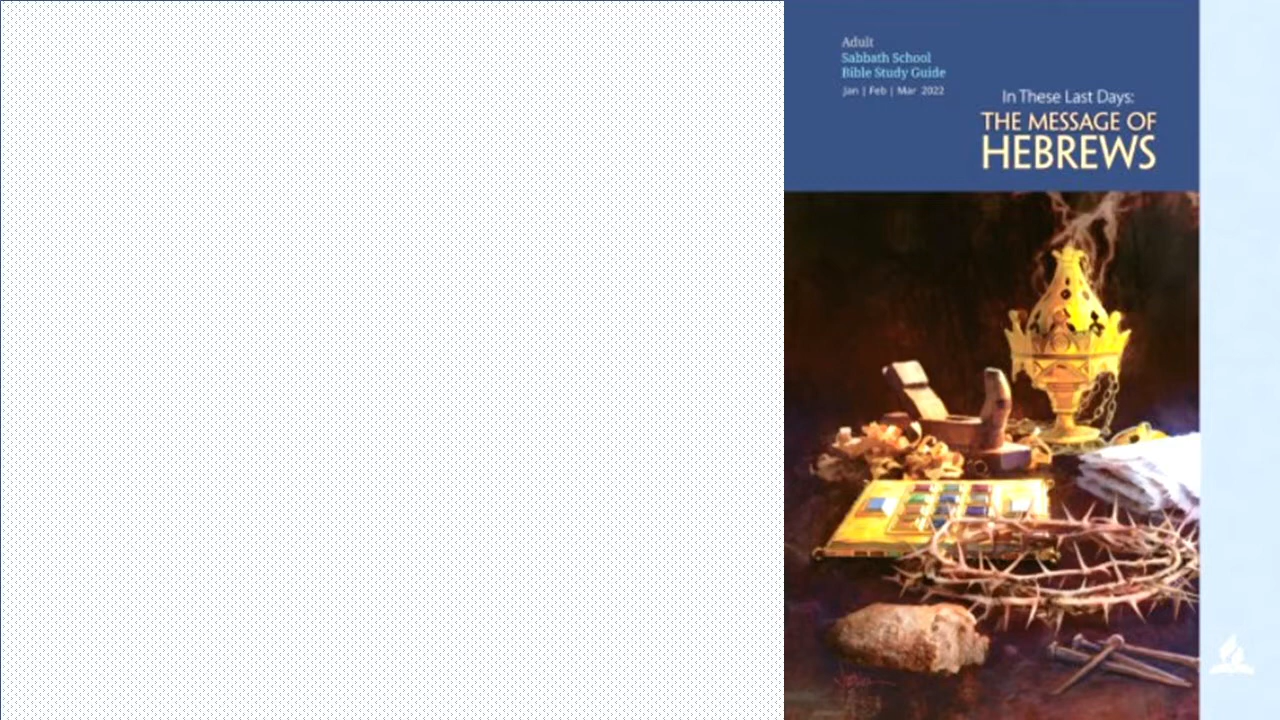 Adult
Sabbath School
Bible Study Guide
Jan | Feb | Mar 2022
In These Last Days:
THE MESSAGE OF
HEBREWS